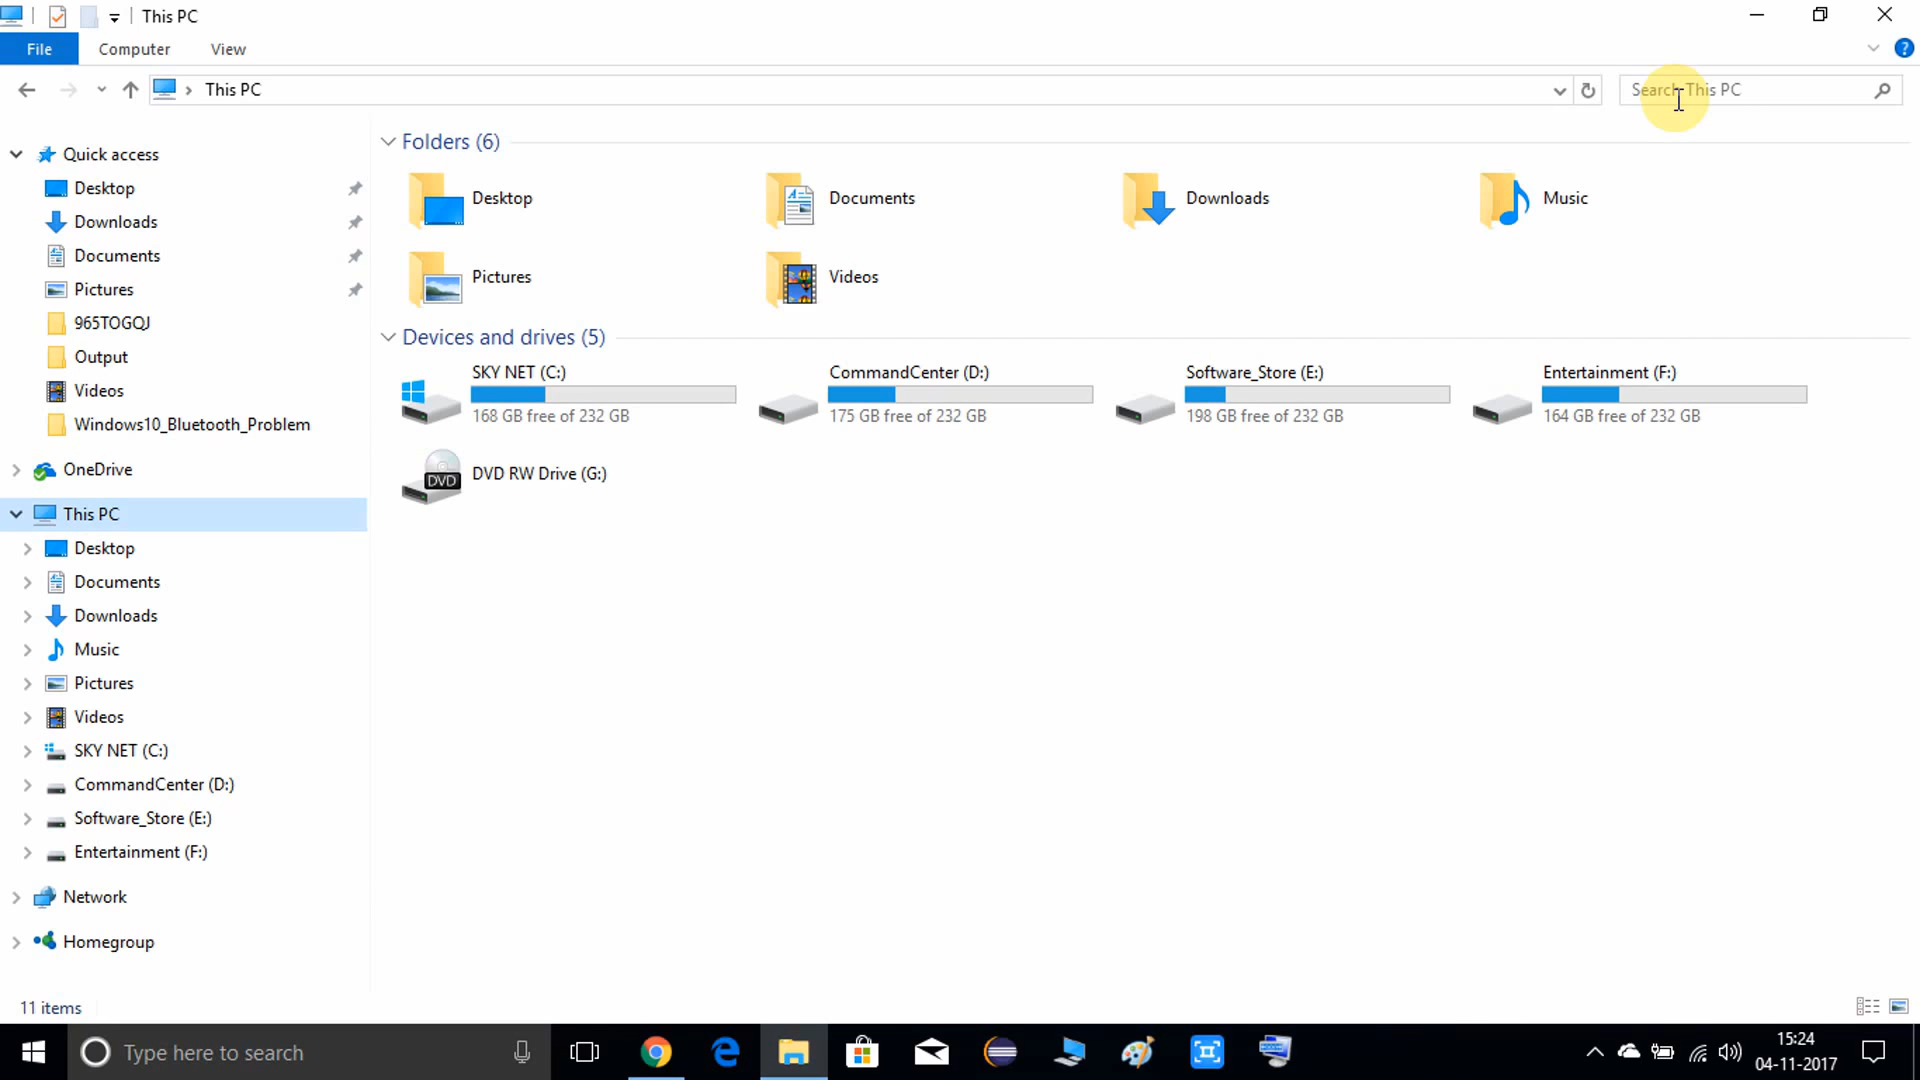 This PC
File Computer View
This PC
Search This PC
Quick access
Desktop
Downloads
Documents
Pictures
965TOGQJ
Output
Videos
Windows10_Bluetooth_Problem
OneDrive
This PC
Desktop
Documents
Downloads
Music
Pictures
Videos
SKY NET (C:)
CommandCenter (D:)
Software_Store (E:)
Entertainment (F:)
Network
Homegroup
Folders (6)
Desktop
Documents
Downloads
Music
Pictures
Videos
Devices and drives (5)
SKY NET (C:)
168 GB free of 232 GB
CommandCenter (D:)
175 GB free of 232 GB
Software_Store (E:)
198 GB free of 232 GB
Entertainment (F:)
164 GB free of 232 GB
DVD
DVD RW Drive (G:)
11 items
Type here to search
15:24
04-11-2017